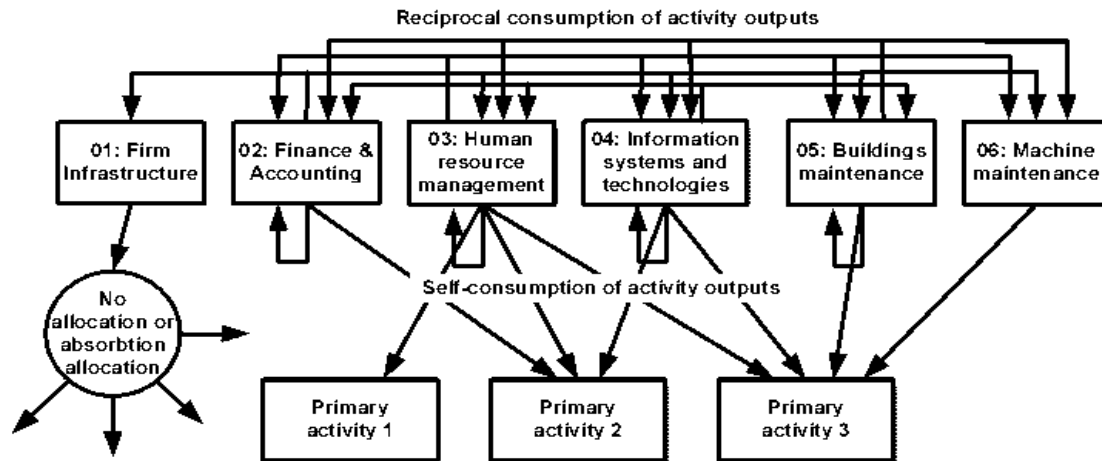 Reciprocal consumption of activity outputs
01: Firm
Infrastructure
02: Finance &
Accounting
03: Human
resource
management
04: Information
systems and
technologies
05: Buildings
maintenance
06: Machine
maintenance
Self-consumption of activity outputs
No
allocation or
absorbtion
allocation
Primary
activity 1
Primary
activity 2
Primary
activity 3